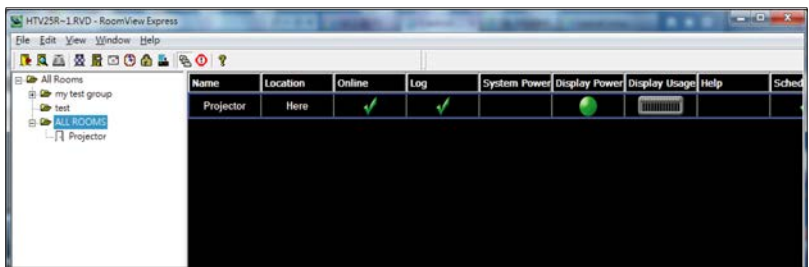 HTV25R~1.RVD - RoomView Express
File Edit View Window Help
All Rooms
my test group
test
ALL ROOMS
Projector
Name Location Online Log System Power Display Power Display Usage Help Sched
Projector Here